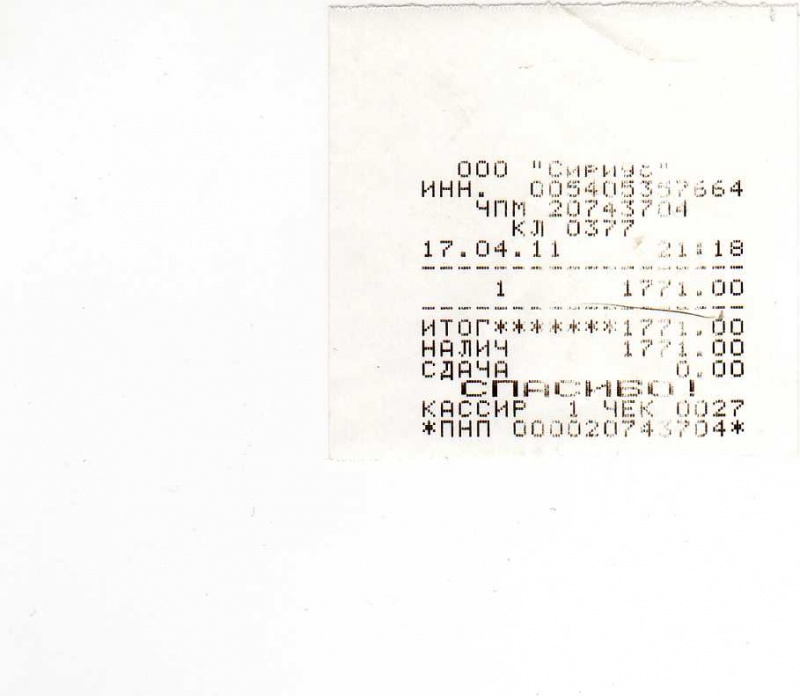 ООО "Сириус"
ИНН. 005405357664
ЧПМ 20743704
КЛ 0377
17.04.11 21:18
1 1771.00
ИТОГ*******1771.00
НАЛИЧ 1771.00
СДАЧА 0.00
СПАСИБО!
КАССИР 1 ЧЕК 0027
*ПНП 000020743704*